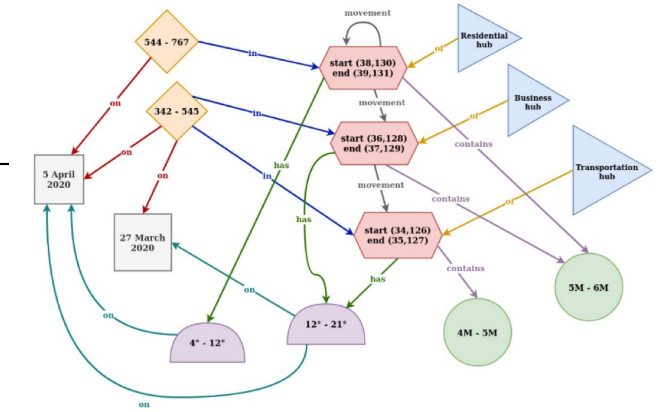 movement
544 - 767
in
Residential
hub
of
start (38,130)
end (39,131)
movement
342 - 545
on
in
Business
hub
of
contains
start (36,128)
end (37,129)
on
has
in
on
movement
Transportation
hub
5 April
2020
contains
of
has
start (34,126)
end (35,127)
27 March
2020
contains
has
on
5M - 6M
on
12° - 21°
4M - 5M
4° - 12°
on